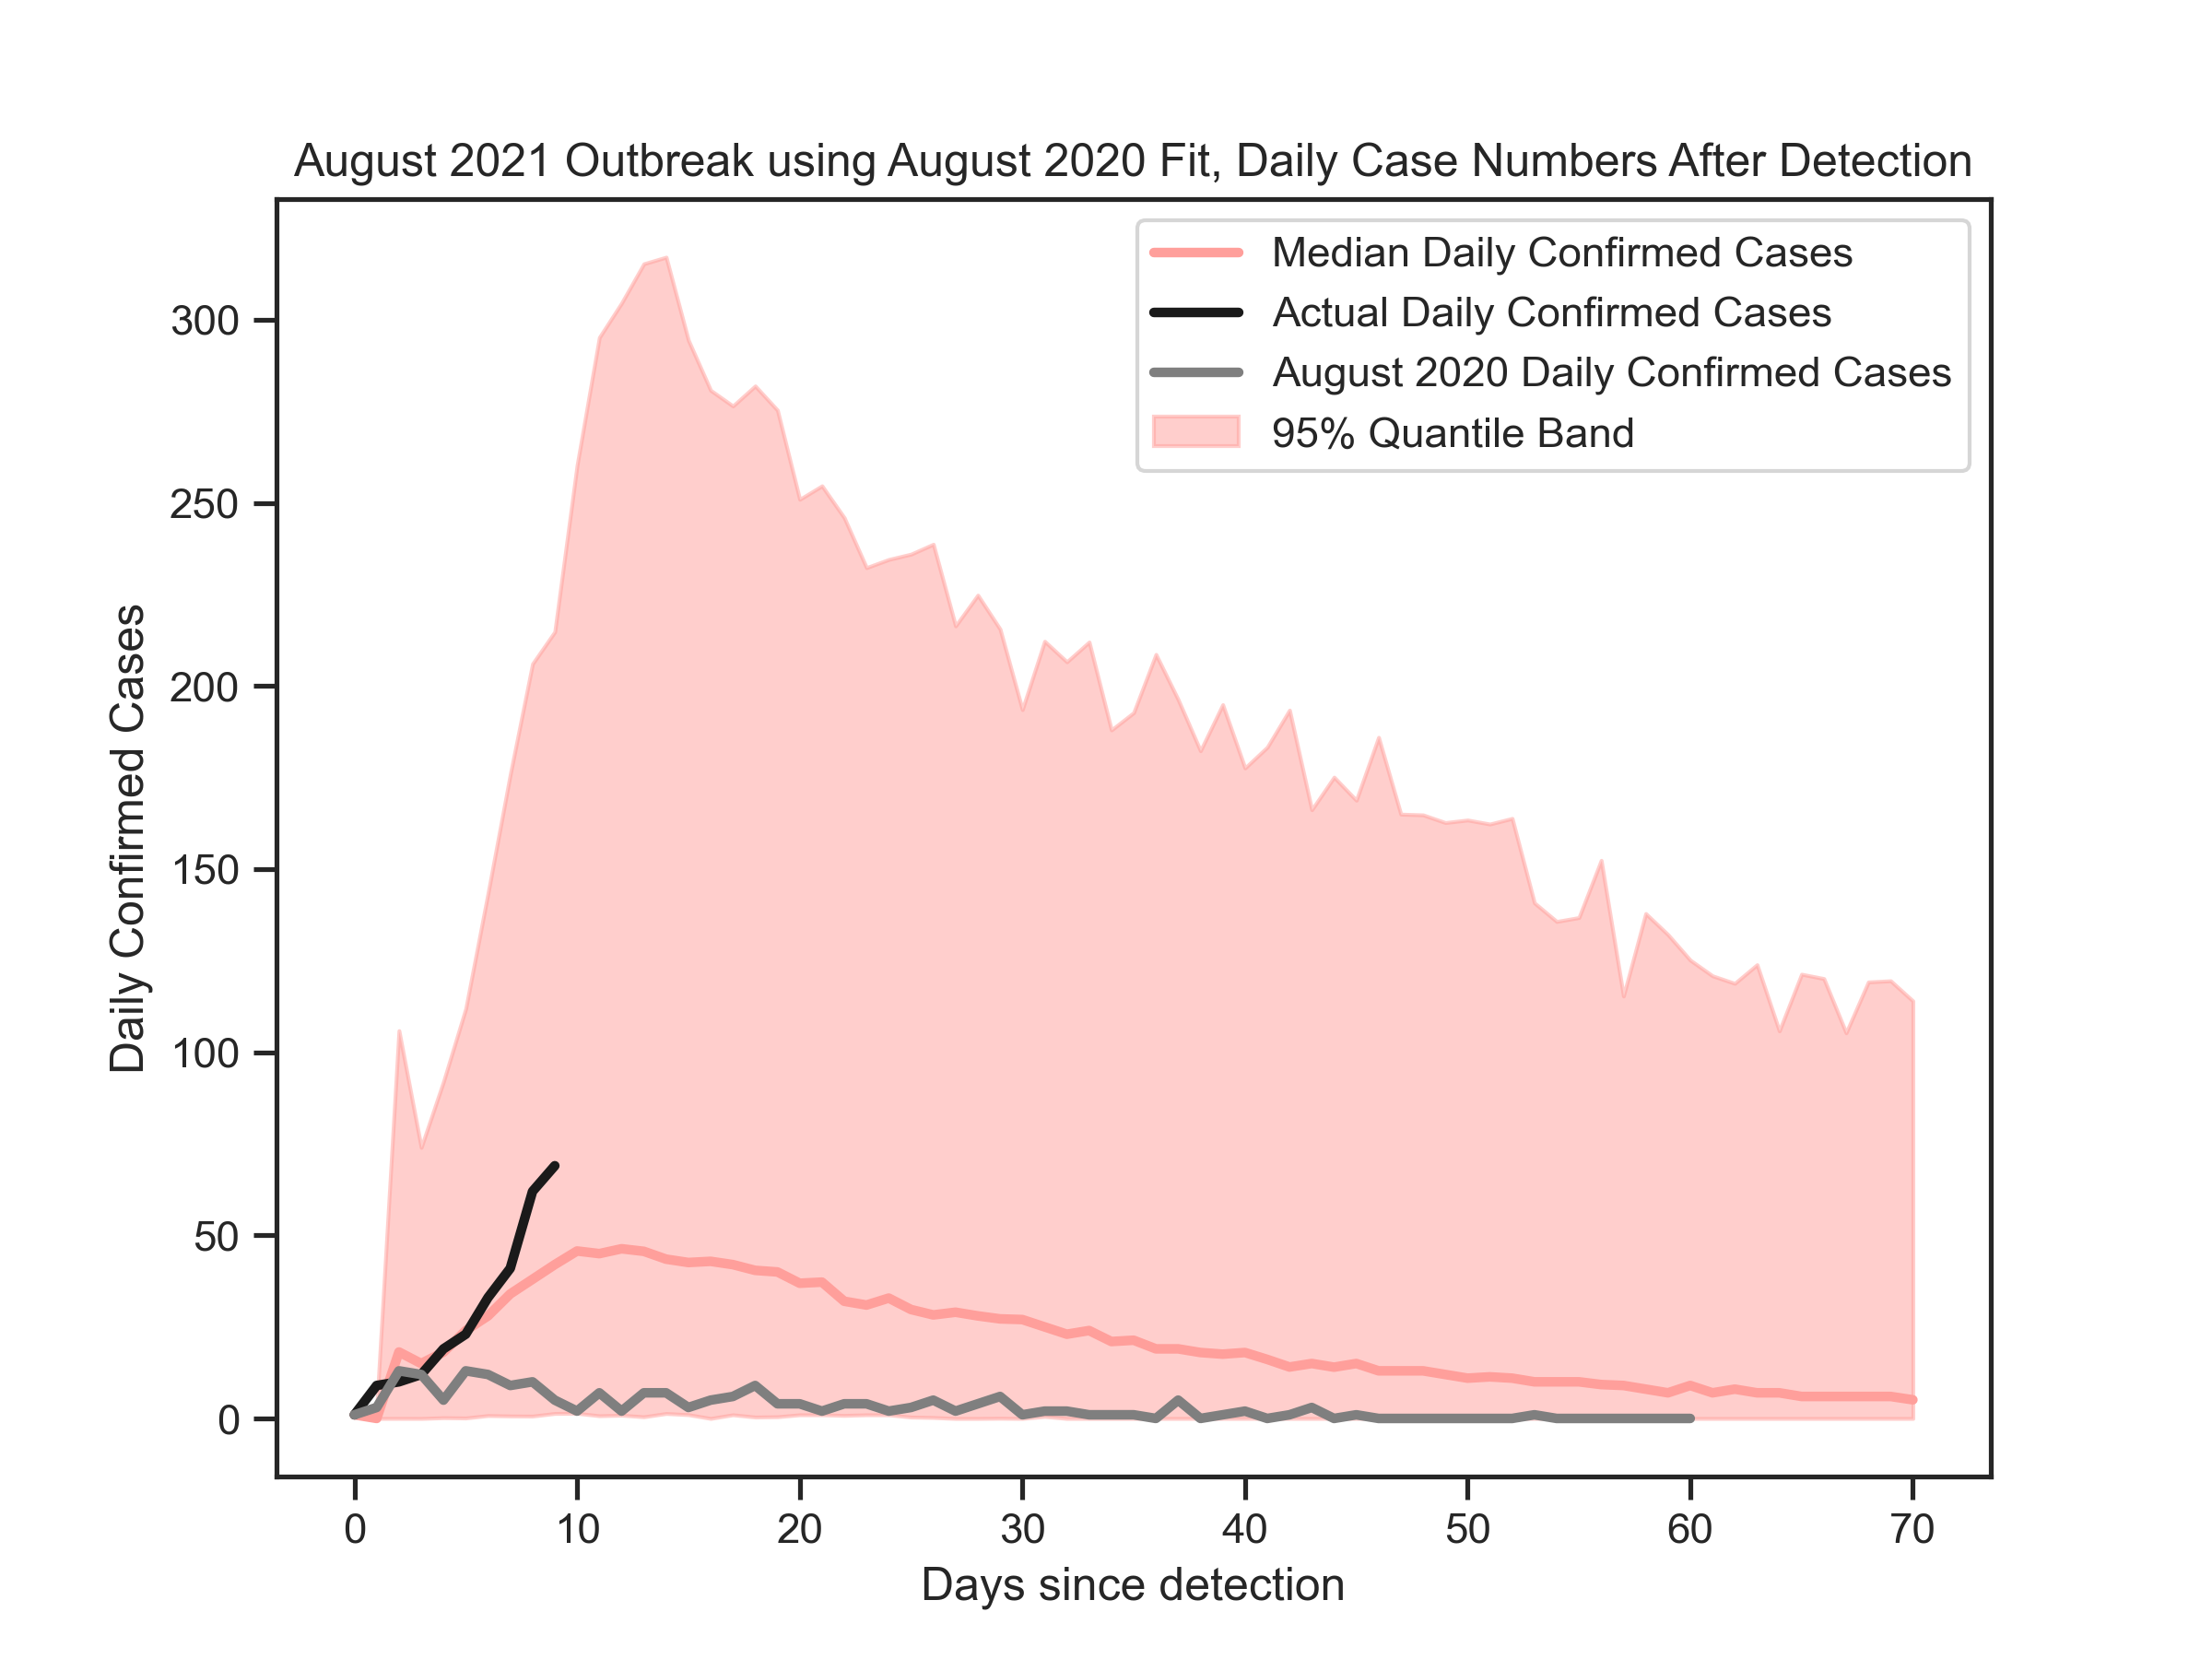 August 2021 Outbreak using August 2020 Fit, Daily Case Numbers After Detection
Median Daily Confirmed Cases
Actual Daily Confirmed Cases
August 2020 Daily Confirmed Cases
95% Quantile Band
Daily Confirmed Cases
300
250
200
150
100
50
0
0 10 20 30 40 50 60 70
Days since detection